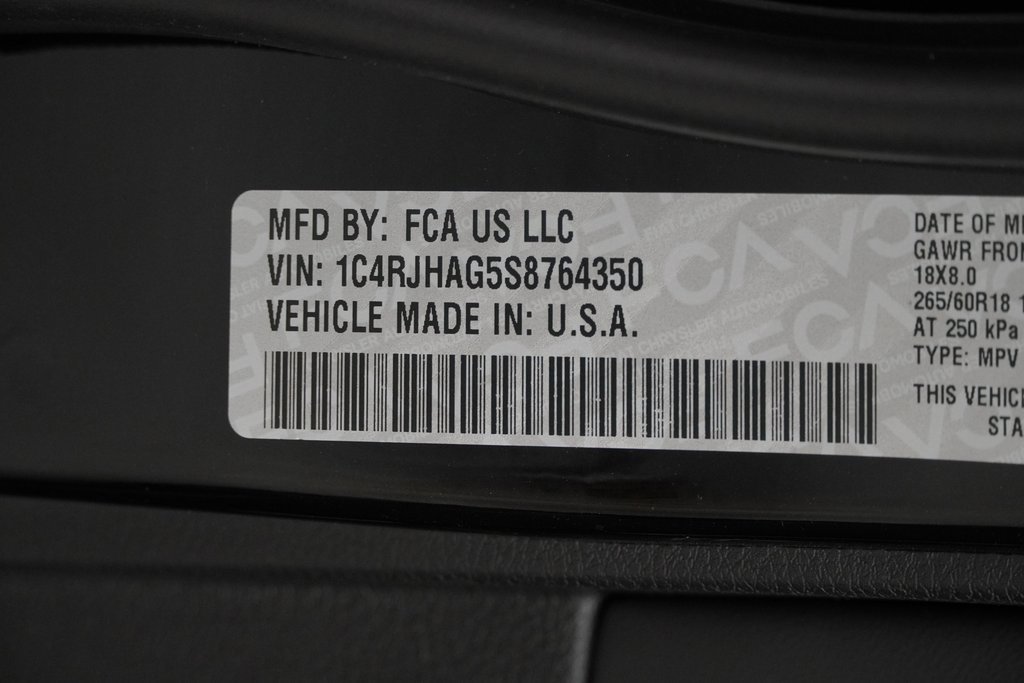 MFD BY: FCA US LLC
VIN: 1C4RJHAG5S8764350
VEHICLE MADE IN: U.S.A.
DATE OF M
GAWR FRON
18X8.0
265/60R18 1
AT 250 kPa
TYPE: MPV
THIS VEHIC
STA